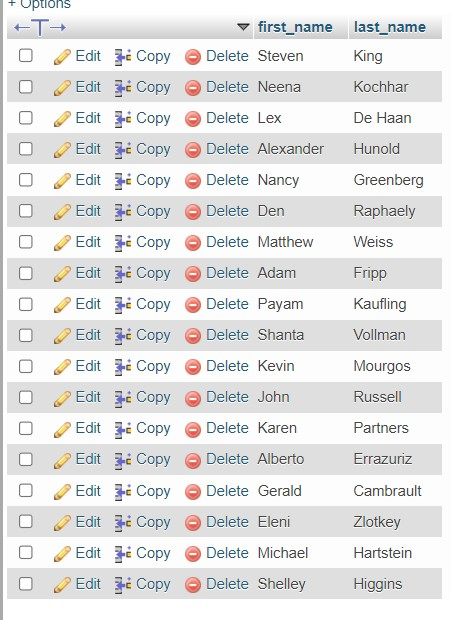 + Options
first_name last_name
Edit Copy Delete Steven King
Edit Copy Delete Neena Kochhar
Edit Copy Delete Lex De Haan
Edit Copy Delete Alexander Hunold
Edit Copy Delete Nancy Greenberg
Edit Copy Delete Den Raphaely
Edit Copy Delete Matthew Weiss
Edit Copy Delete Adam Fripp
Edit Copy Delete Payam Kaufling
Edit Copy Delete Shanta Vollman
Edit Copy Delete Kevin Mourgos
Edit Copy Delete John Russell
Edit Copy Delete Karen Partners
Edit Copy Delete Alberto Errazuriz
Edit Copy Delete Gerald Cambrault
Edit Copy Delete Eleni Zlotkey
Edit Copy Delete Michael Hartstein
Edit Copy Delete Shelley Higgins